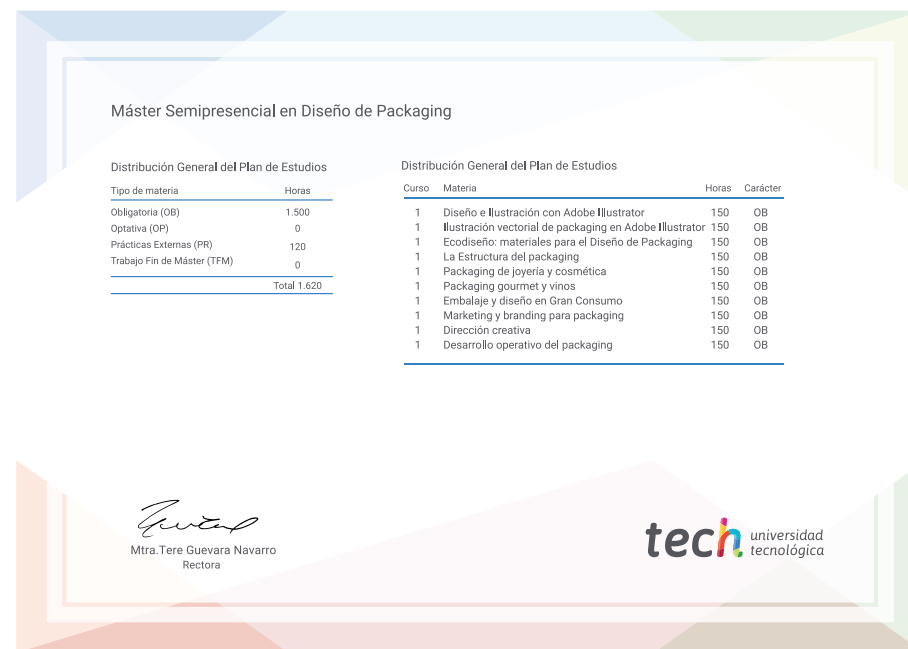 Máster Semipresencial en Diseño de Packaging
Distribución General del Plan de Estudios
Tipo de materia Horas
Obligatoria (OB) 1.500
Optativa (OP) 0
Prácticas Externas (PR) 120
Trabajo Fin de Máster (TFM) 0
Total 1.620
Distribución General del Plan de Estudios
Curso Materia Horas Carácter
1 Diseño e Ilustración con Adobe Illustrator 150 OB
1 Ilustración vectorial de packaging en Adobe Illustrator 150 OB
1 Ecodiseño: materiales para el Diseño de Packaging 150 OB
1 La Estructura del packaging 150 OB
1 Packaging de joyería y cosmética 150 OB
1 Packaging gourmet y vinos 150 OB
1 Embalaje y diseño en Gran Consumo 150 OB
1 Marketing y branding para packaging 150 OB
1 Dirección creativa 150 OB
1 Desarrollo operativo del packaging 150 OB
Mtra.Tere Guevara Navarro
Rectora
tech universidad
tecnológica